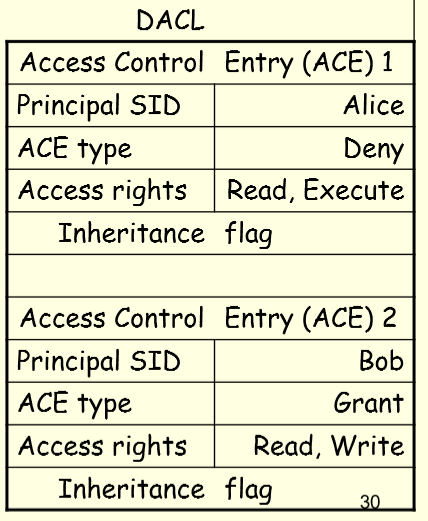 DACL
Access Control Entry (ACE) 1
Principal SID Alice
ACE type Deny
Access rights Read, Execute
Inheritance flag
Access Control Entry (ACE) 2
Principal SID Bob
ACE type Grant
Access rights Read, Write
Inheritance flag
30